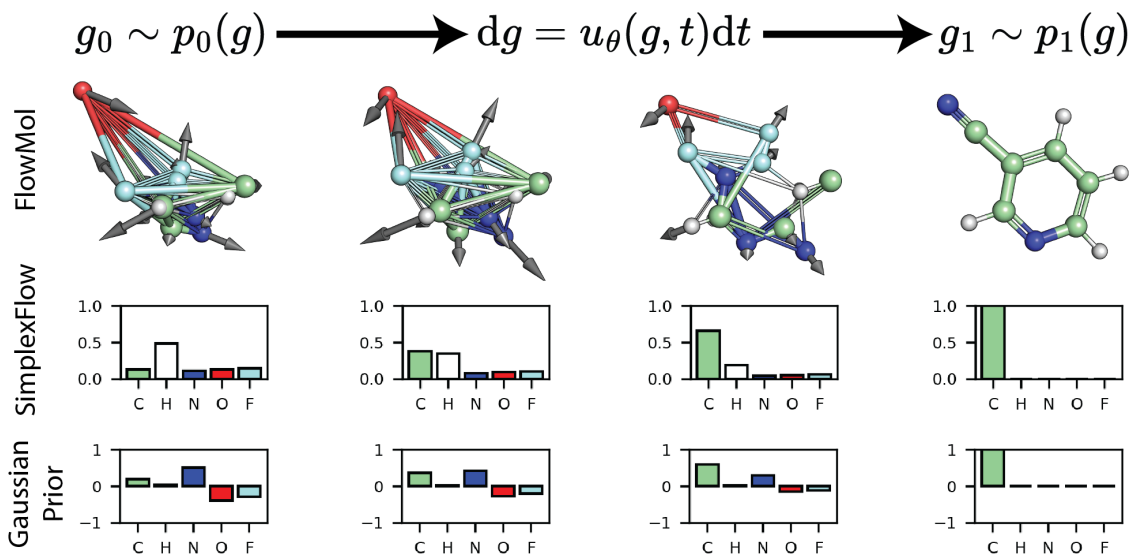 g₀ ~ p₀(g) dg = u_θ(g, t)dt g₁ ~ p₁(g)
FlowMol
SimplexFlow
1.0 1.0 1.0 1.0
0.5 0.5 0.5 0.5
0.0 0.0 0.0 0.0
C H N O F C H N O F C H N O F C H N O F
Gaussian
Prior
1 1 1 1
0 0 0 0
−1 −1 −1 −1
C H N O F C H N O F C H N O F C H N O F